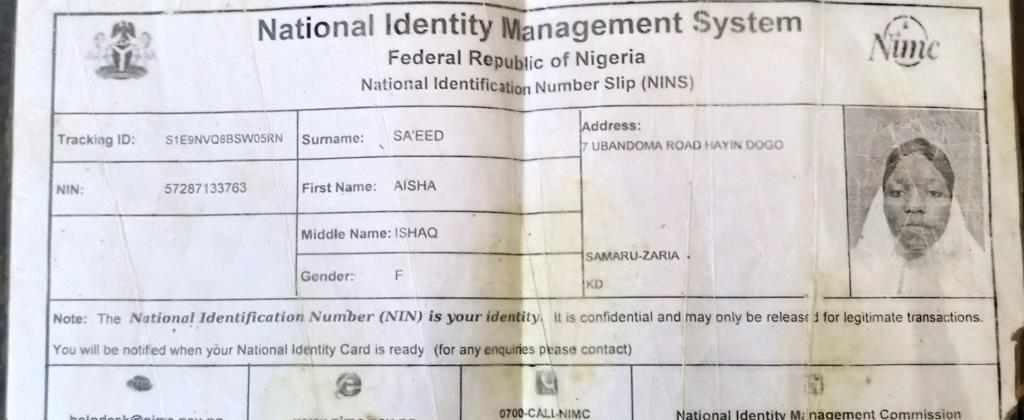 National Identity Management System
Federal Republic of Nigeria
National Identification Number Slip (NINS)
Nimc
Tracking ID: S1E9NVQ8BSW05RN
Surname: SA'EED
Address:
7 UBANDOMA ROAD HAYIN DOGO
NIN: 57287133763
First Name: AISHA
Middle Name: ISHAQ
Gender: F
SAMARU-ZARIA
KD
Note: The National Identification Number (NIN) is your identity. It is confidential and may only be released for legitimate transactions.
You will be notified when your National Identity Card is ready (for any enquiries please contact)
0700-CALL-NIMC
National Identity Management Commission